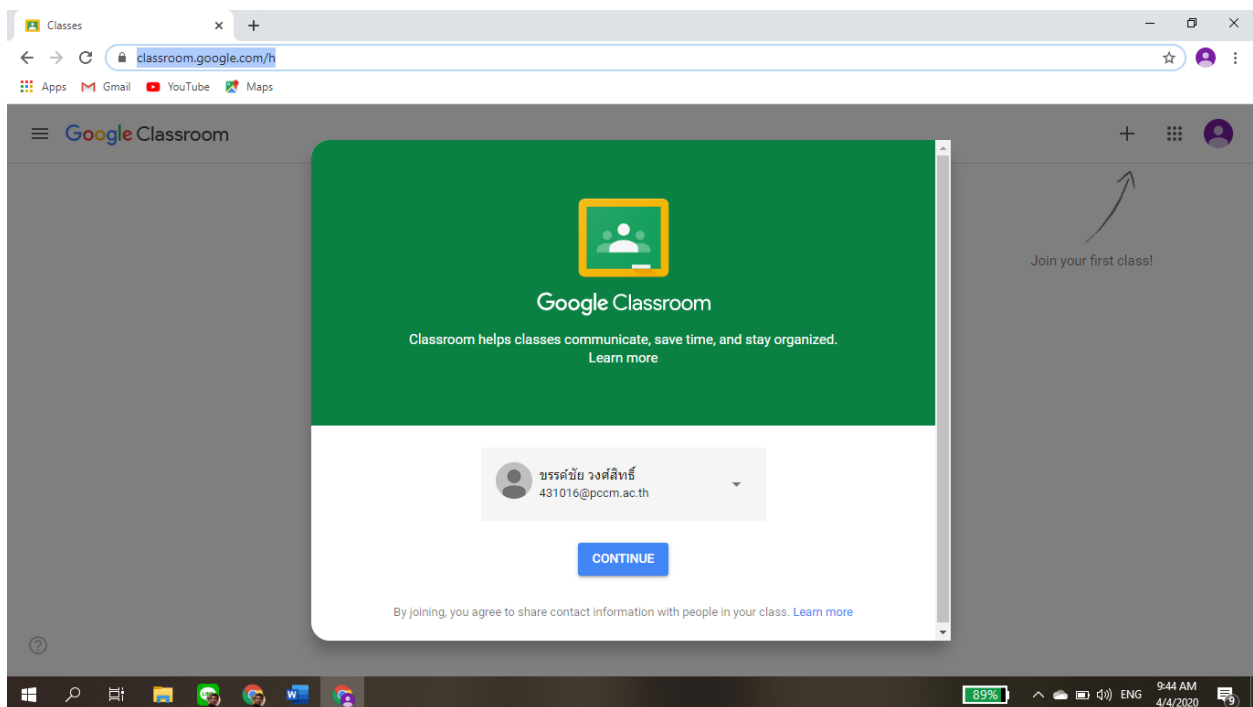 Classes
classroom.google.com/h
Apps Gmail YouTube Maps
Google Classroom
Join your first class!
Google Classroom
Classroom helps classes communicate, save time, and stay organized.
Learn more
ขรรค์ชัย วงศ์สิทธิ์
431016@pccm.ac.th
CONTINUE
By joining, you agree to share contact information with people in your class. Learn more
89% ENG 9:44 AM
4/4/2020 9